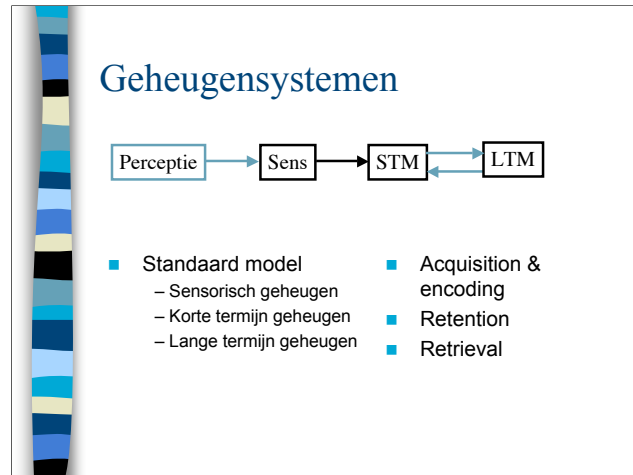 Geheugensystemen
Perceptie Sens STM LTM
Standaard model
– Sensorisch geheugen
– Korte termijn geheugen
– Lange termijn geheugen
Acquisition &
encoding
Retention
Retrieval